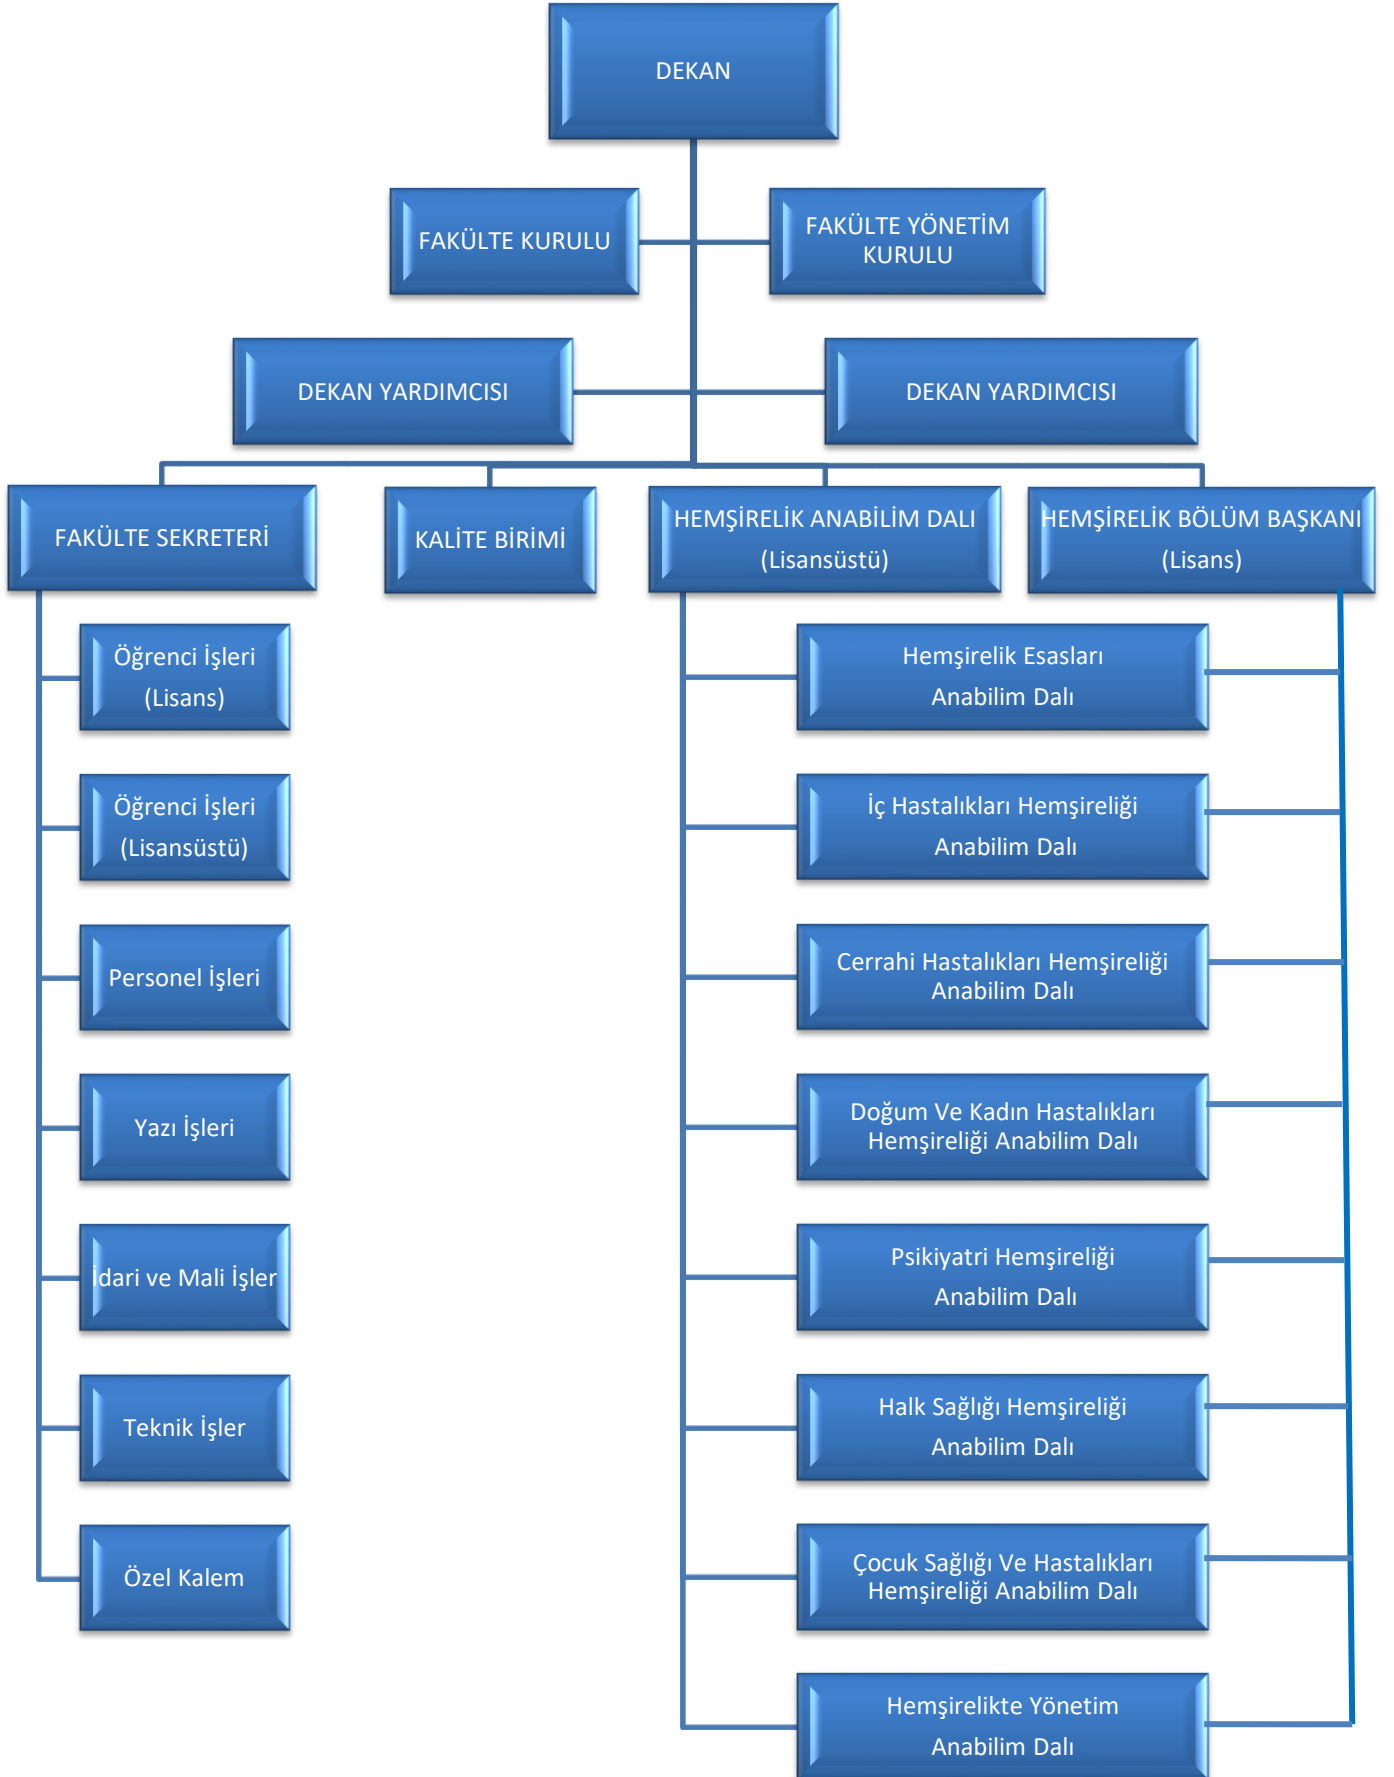 DEKAN
FAKÜLTE KURULU
FAKÜLTE YÖNETİM
KURULU
DEKAN YARDIMCISI
DEKAN YARDIMCISI
FAKÜLTE SEKRETERİ
KALİTE BİRİMİ
HEMŞİRELİK ANABİLİM DALI
(Lisansüstü)
HEMŞİRELİK BÖLÜM BAŞKANI
(Lisans)
Öğrenci İşleri
(Lisans)
Öğrenci İşleri
(Lisansüstü)
Personel İşleri
Yazı İşleri
İdari ve Mali İşler
Teknik İşler
Özel Kalem
Hemşirelik Esasları
Anabilim Dalı
İç Hastalıkları Hemşireliği
Anabilim Dalı
Cerrahi Hastalıkları Hemşireliği
Anabilim Dalı
Doğum Ve Kadın Hastalıkları
Hemşireliği Anabilim Dalı
Psikiyatri Hemşireliği
Anabilim Dalı
Halk Sağlığı Hemşireliği
Anabilim Dalı
Çocuk Sağlığı Ve Hastalıkları
Hemşireliği Anabilim Dalı
Hemşirelikte Yönetim
Anabilim Dalı